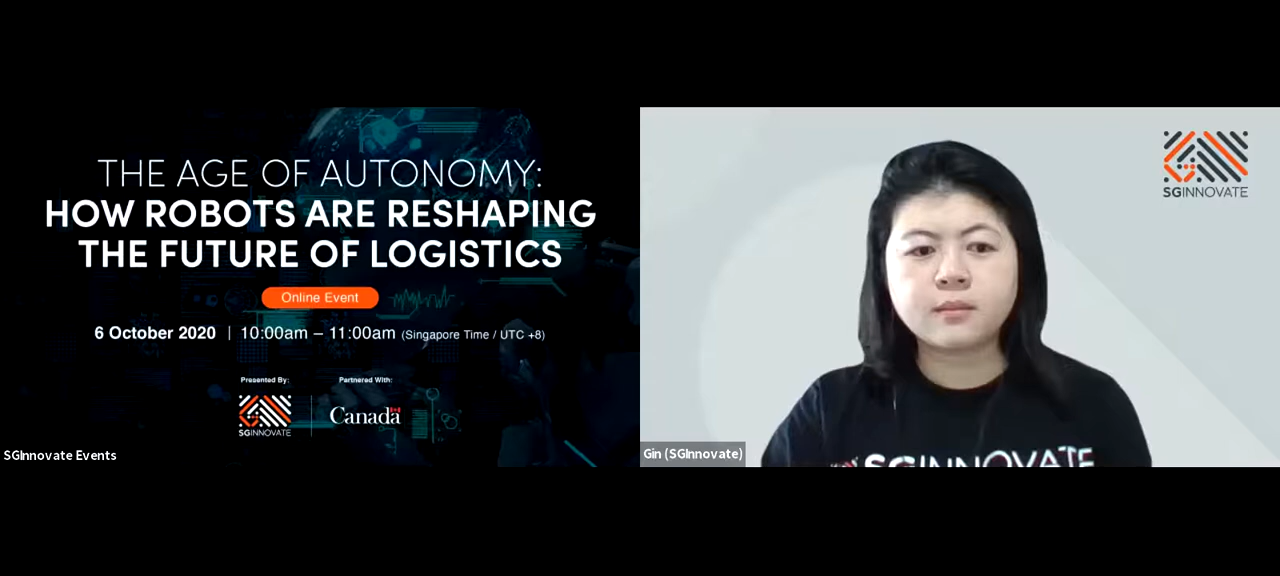 THE AGE OF AUTONOMY:
HOW ROBOTS ARE RESHAPING
THE FUTURE OF LOGISTICS
Online Event
6 October 2020 | 10:00am – 11:00am (Singapore Time / UTC +8)
Presented By:
Partnered With:
SGINNOVATE
Canada
SGInnovate Events
SGINNOVATE
SGINNOVATE
Gin (SGInnovate)